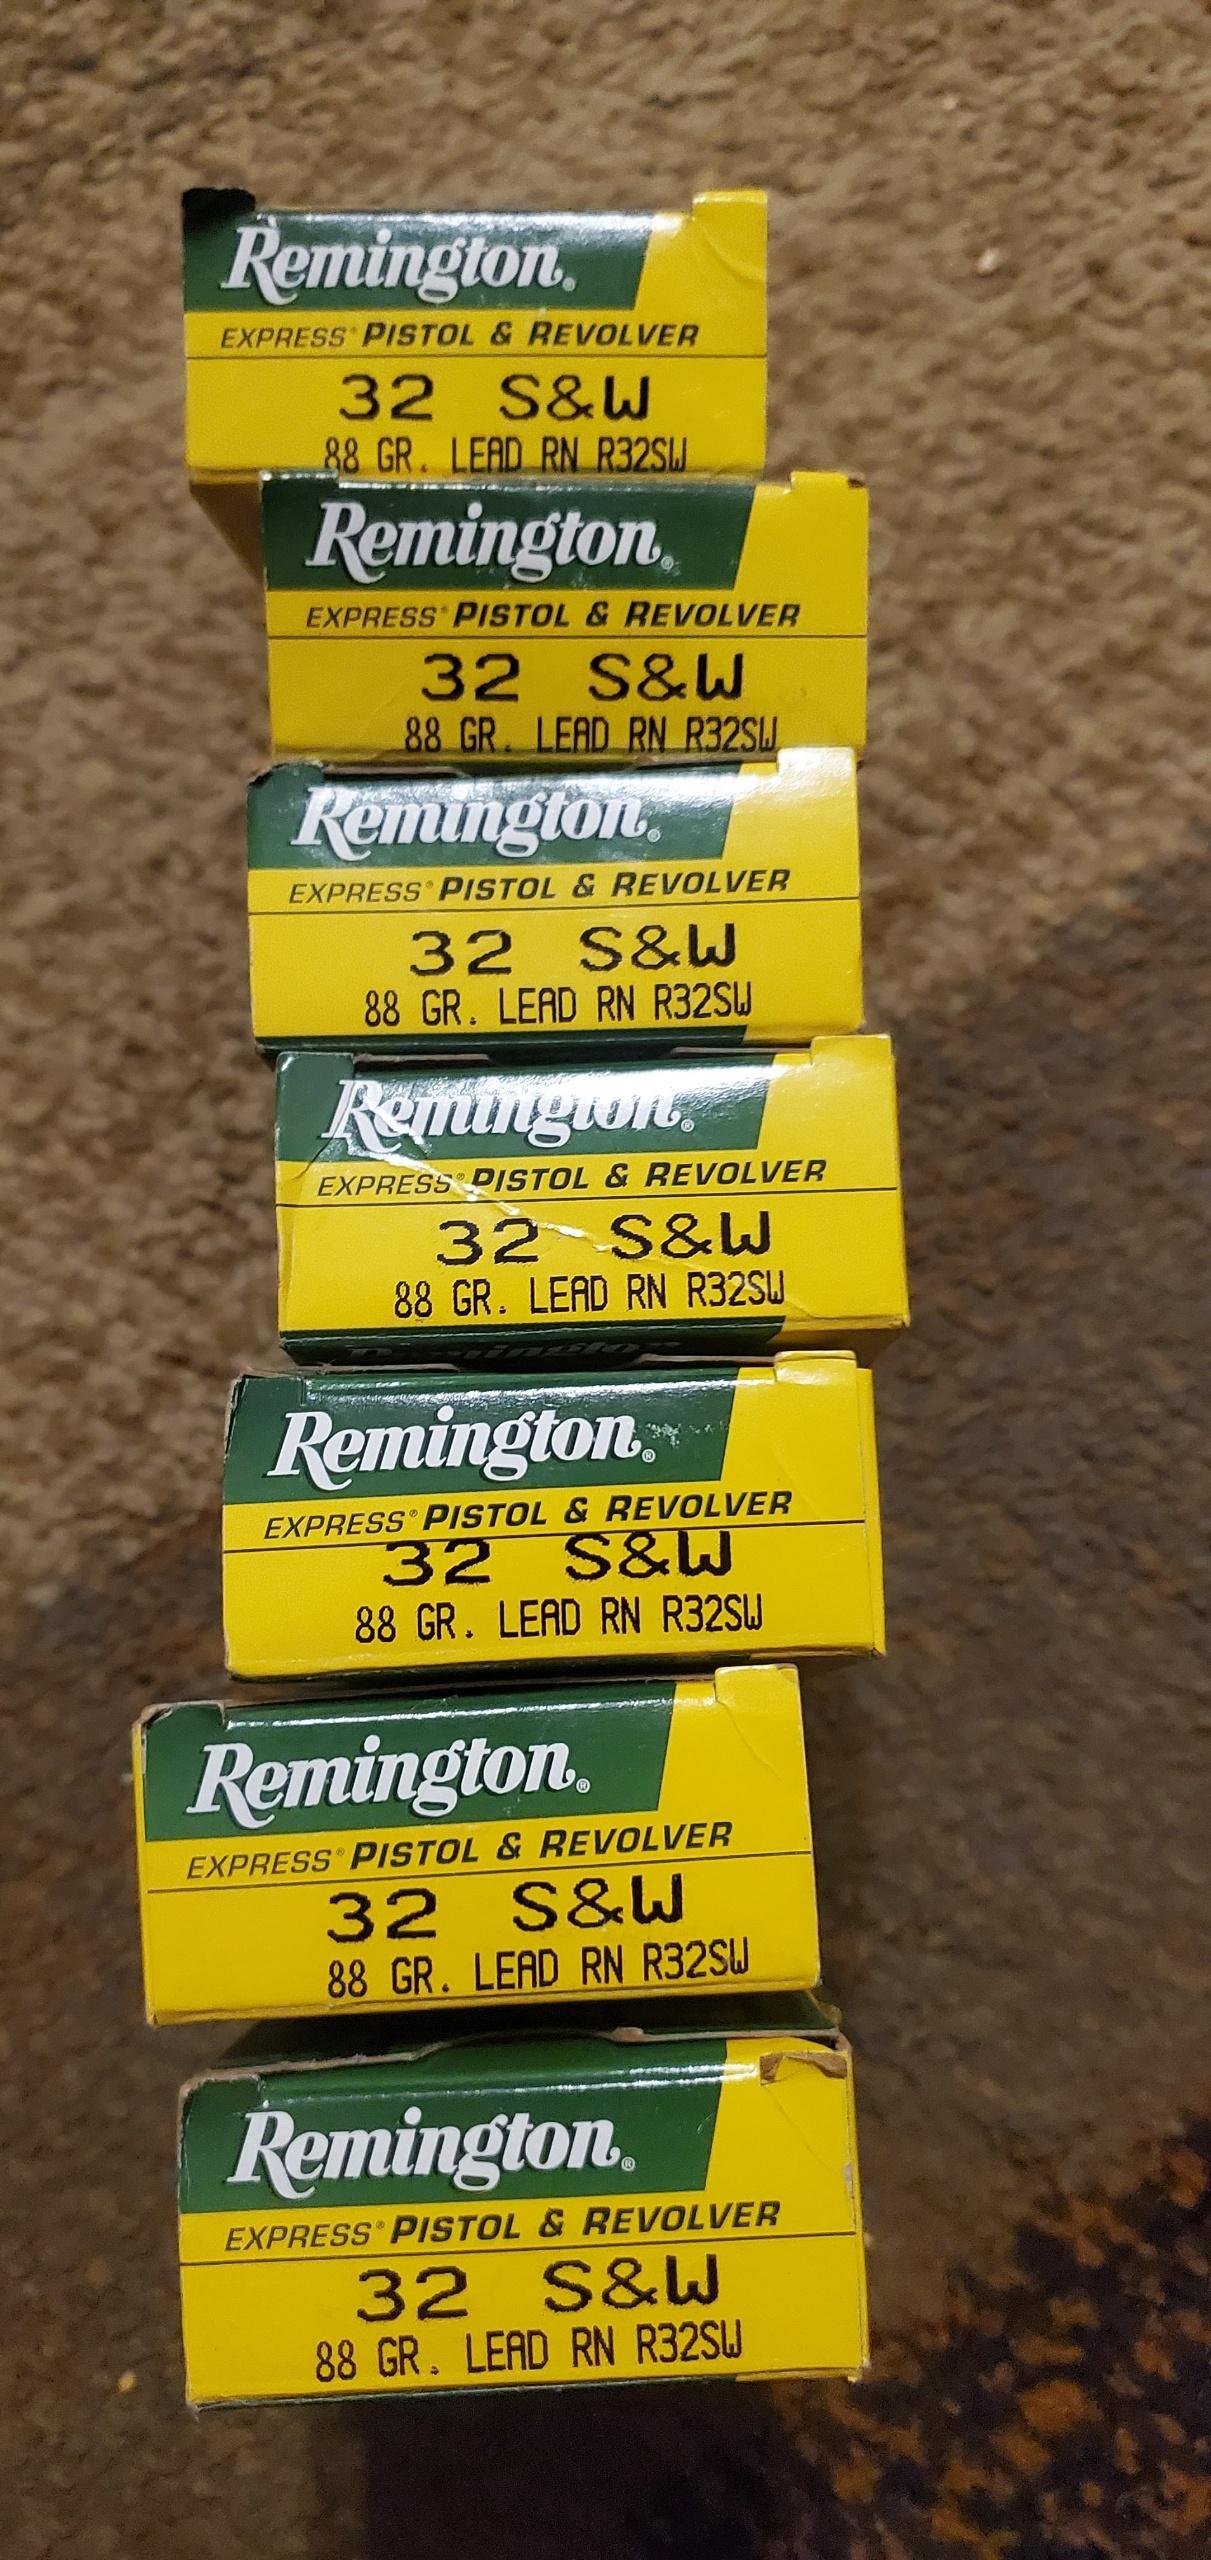 Remington®
EXPRESS® PISTOL & REVOLVER
32 S&W
88 GR. LEAD RN R32SW
Remington®
EXPRESS® PISTOL & REVOLVER
32 S&W
88 GR. LEAD RN R32SW
Remington®
EXPRESS® PISTOL & REVOLVER
32 S&W
88 GR. LEAD RN R32SW
Remington®
EXPRESS® PISTOL & REVOLVER
32 S&W
88 GR. LEAD RN R32SW
Remington
Remington®
EXPRESS® PISTOL & REVOLVER
32 S&W
88 GR. LEAD RN R32SW
Remington®
EXPRESS® PISTOL & REVOLVER
32 S&W
88 GR. LEAD RN R32SW
Remington®
EXPRESS® PISTOL & REVOLVER
32 S&W
88 GR. LEAD RN R32SW